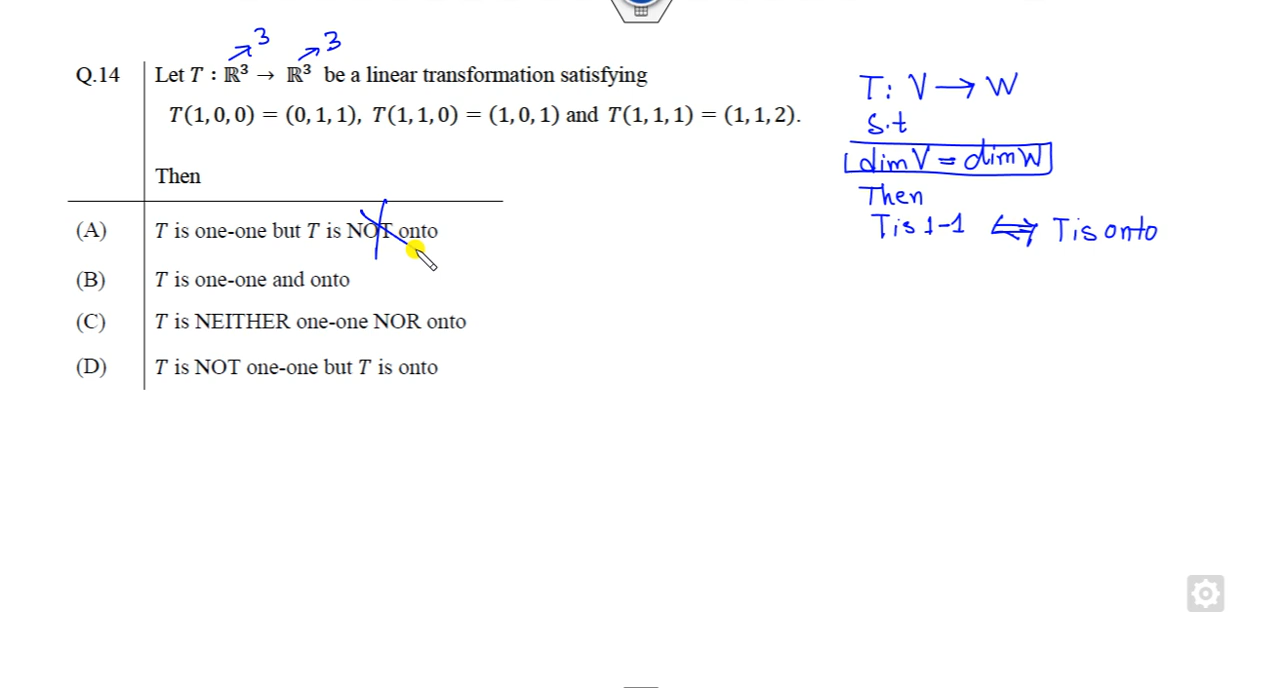 3 3
Q.14 Let T : ℝ³ → ℝ³ be a linear transformation satisfying
T(1, 0, 0) = (0, 1, 1), T(1, 1, 0) = (1, 0, 1) and T(1, 1, 1) = (1, 1, 2).
Then
(A) T is one-one but T is NOT onto
(B) T is one-one and onto
(C) T is NEITHER one-one NOR onto
(D) T is NOT one-one but T is onto
T: V → W
S.t
dim V = dim W
Then
T is 1-1 ⟺ T is onto